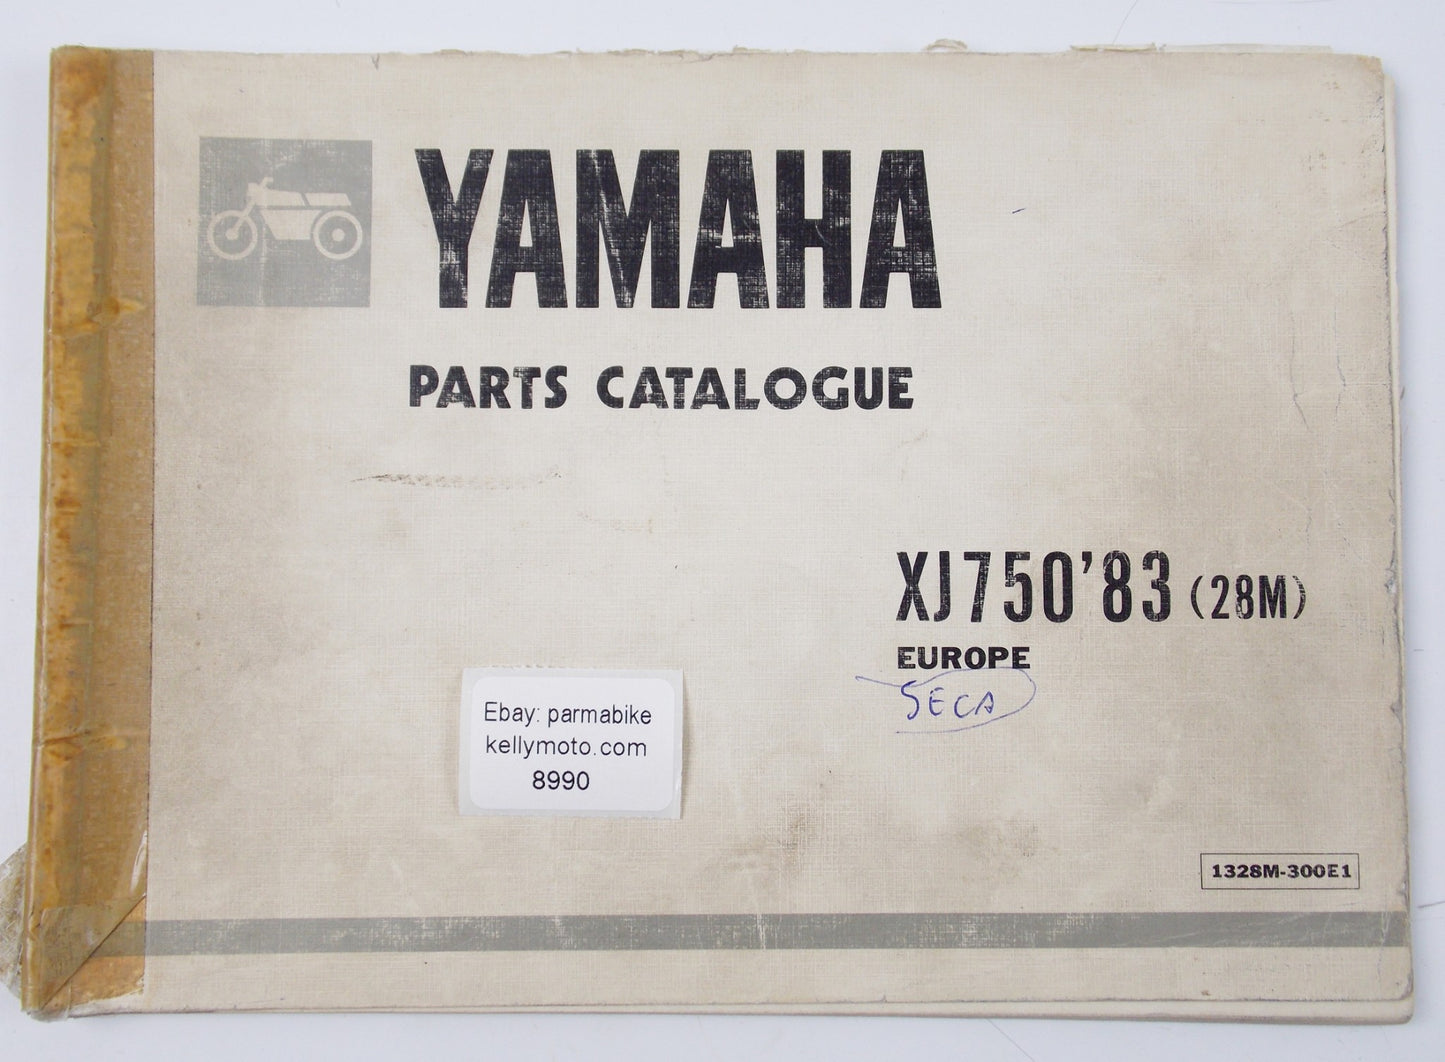 YAMAHA
PARTS CATALOGUE
XJ750'83 (28M)
EUROPE
SECA
Ebay: parmabike
kellymoto.com
8990
1328M-300E1